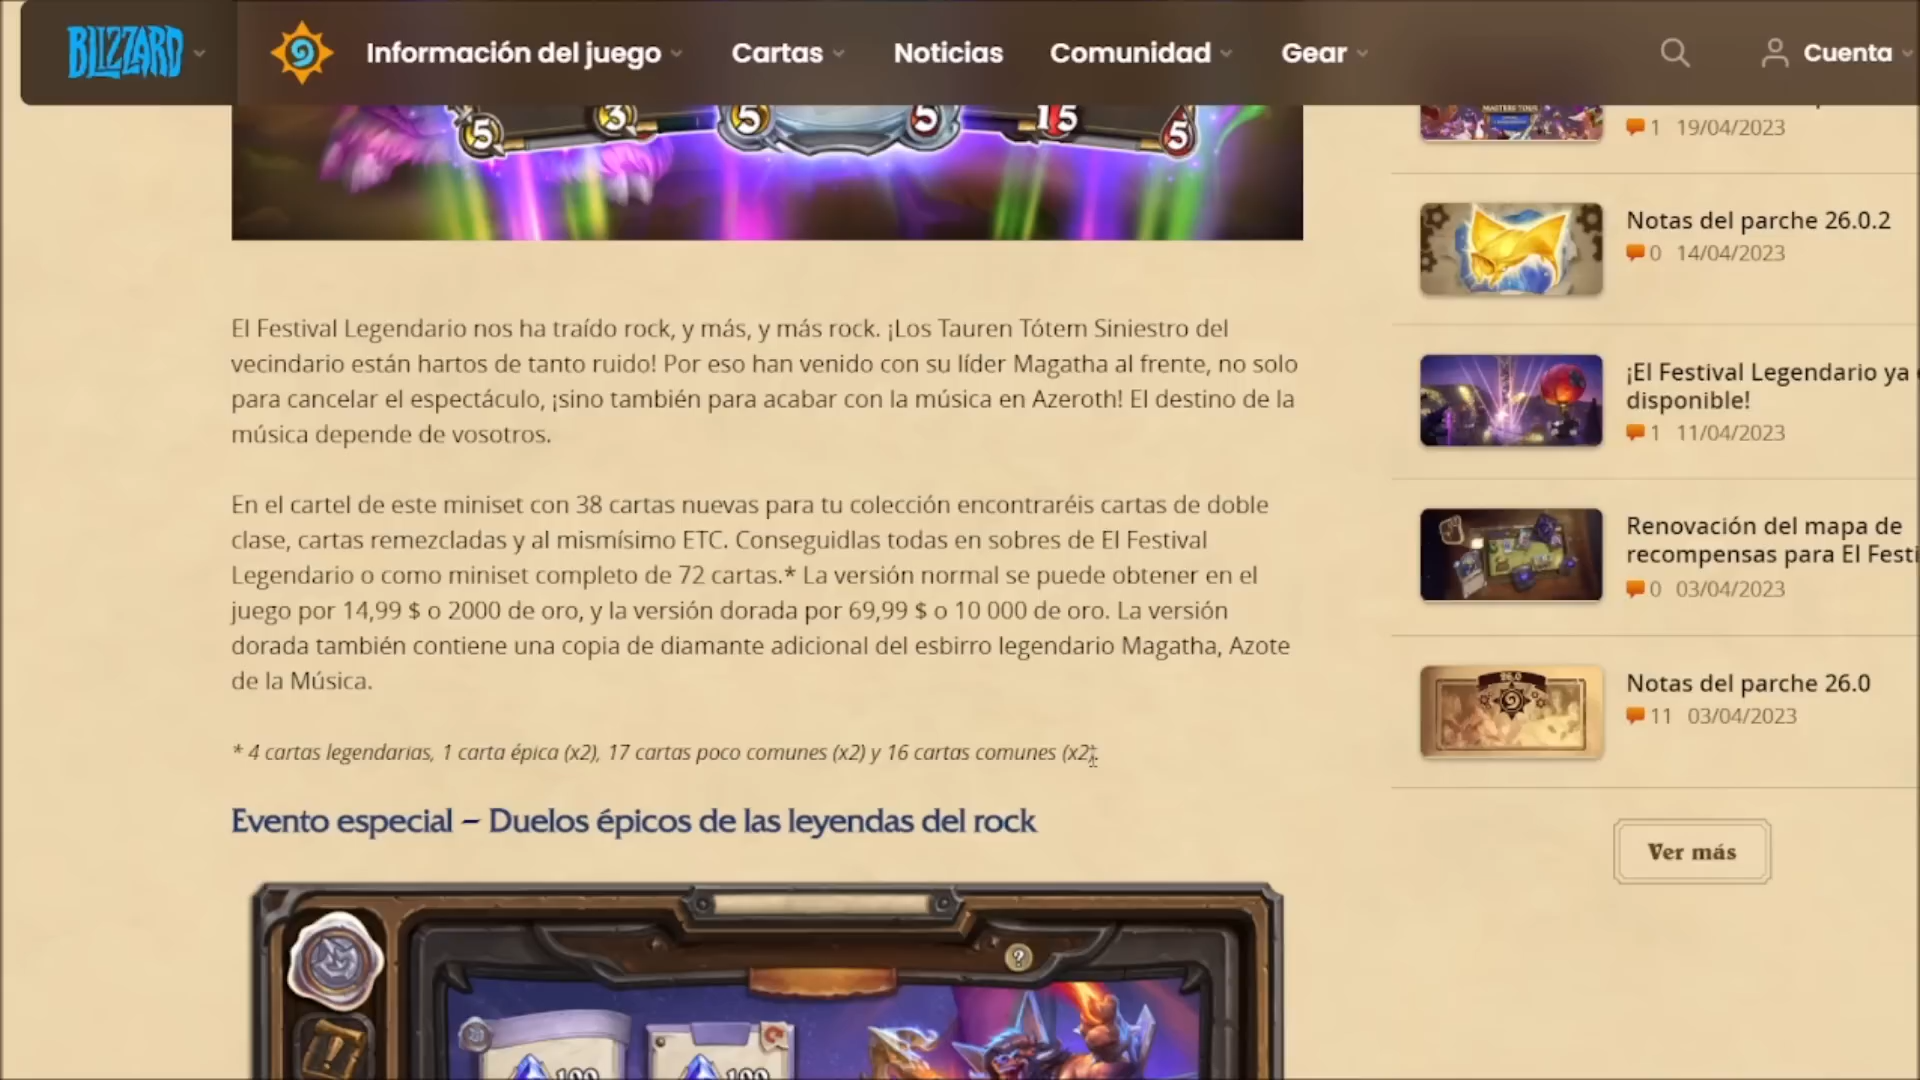 BLIZZARD
Información del juego
Cartas
Noticias
Comunidad
Gear
Cuenta
5 3 5 5 15 5
El Festival Legendario nos ha traído rock, y más, y más rock. ¡Los Tauren Tótem Siniestro del
vecindario están hartos de tanto ruido! Por eso han venido con su líder Magatha al frente, no solo
para cancelar el espectáculo, ¡sino también para acabar con la música en Azeroth! El destino de la
música depende de vosotros.
En el cartel de este miniset con 38 cartas nuevas para tu colección encontraréis cartas de doble
clase, cartas remezcladas y al mismísimo ETC. Conseguidlas todas en sobres de El Festival
Legendario o como miniset completo de 72 cartas.* La versión normal se puede obtener en el
juego por 14,99 $ o 2000 de oro, y la versión dorada por 69,99 $ o 10 000 de oro. La versión
dorada también contiene una copia de diamante adicional del esbirro legendario Magatha, Azote
de la Música.
* 4 cartas legendarias, 1 carta épica (x2), 17 cartas poco comunes (x2) y 16 cartas comunes (x2).
Evento especial – Duelos épicos de las leyendas del rock
?
100
100
MASTERS TOUR
1 19/04/2023
Notas del parche 26.0.2
0 14/04/2023
¡El Festival Legendario ya
disponible!
1 11/04/2023
Renovación del mapa de
recompensas para El Festi
0 03/04/2023
26.0
Notas del parche 26.0
11 03/04/2023
Ver más